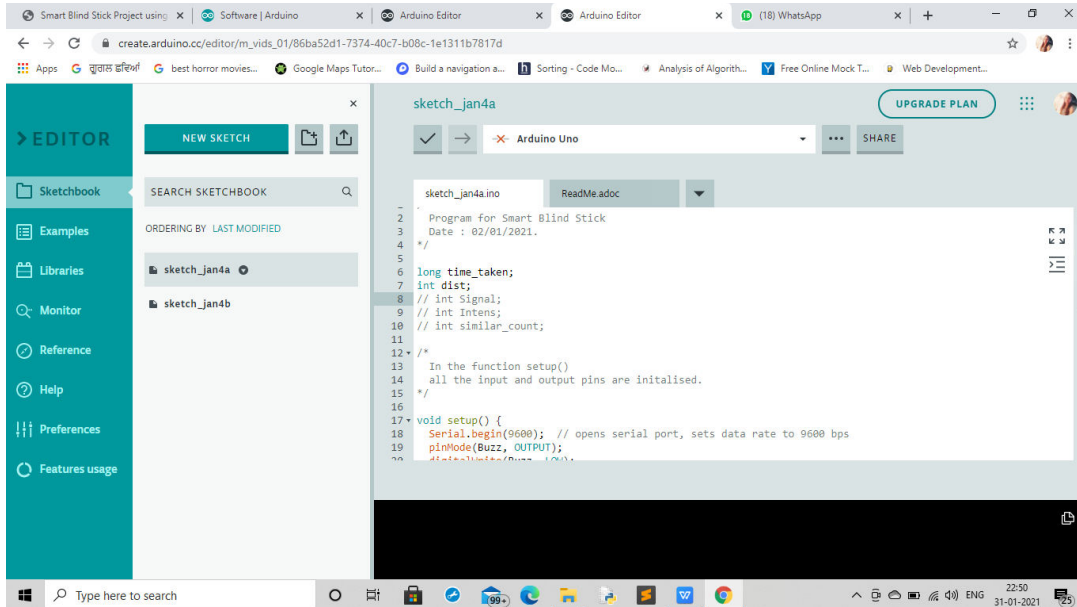 Smart Blind Stick Project using
Software | Arduino
Arduino Editor
Arduino Editor
(18) WhatsApp
create.arduino.cc/editor/m_vids_01/86ba52d1-7374-40c7-b08c-1e1311b7817d
Apps
ਗੂਗਲ ਛਵੀਆਂ
best horror movies...
Google Maps Tutor...
Build a navigation a...
Sorting - Code Mo...
Analysis of Algorith...
Free Online Mock T...
Web Development...
EDITOR
Sketchbook
Examples
Libraries
Monitor
Reference
Help
Preferences
Features usage
NEW SKETCH
SEARCH SKETCHBOOK
ORDERING BY LAST MODIFIED
sketch_jan4a
sketch_jan4b
sketch_jan4a
UPGRADE PLAN
Arduino Uno
SHARE
sketch_jan4a.ino
ReadMe.adoc
2 Program for Smart Blind Stick
3 Date : 02/01/2021.
4 */
5
6 long time_taken;
7 int dist;
8 // int Signal;
9 // int Intens;
10 // int similar_count;
11
12 /*
13 In the function setup()
14 all the input and output pins are initalised.
15 */
16
17 void setup() {
18 Serial.begin(9600); // opens serial port, sets data rate to 9600 bps
19 pinMode(Buzz, OUTPUT);
20 digitalWrite(Buzz, LOW);
Type here to search
99+
ENG
22:50
31-01-2021
25